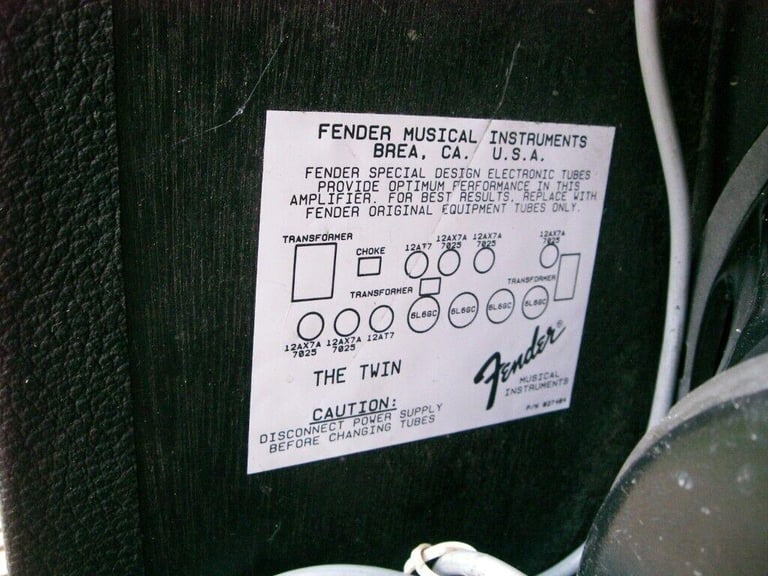 FENDER MUSICAL INSTRUMENTS
BREA, CA. U.S.A.
FENDER SPECIAL DESIGN ELECTRONIC TUBES
PROVIDE OPTIMUM PERFORMANCE IN THIS
AMPLIFIER. FOR BEST RESULTS, REPLACE WITH
FENDER ORIGINAL EQUIPMENT TUBES ONLY.
TRANSFORMER
CHOKE
12AT7
12AX7A
7025
12AX7A
7025
12AX7A
7025
TRANSFORMER
TRANSFORMER
6L6GC
6L6GC
6L6GC
6L6GC
12AX7A
7025
12AX7A
7025
12AT7
THE TWIN
Fender®
MUSICAL
INSTRUMENTS
P/N 027484
CAUTION:
DISCONNECT POWER SUPPLY
BEFORE CHANGING TUBES